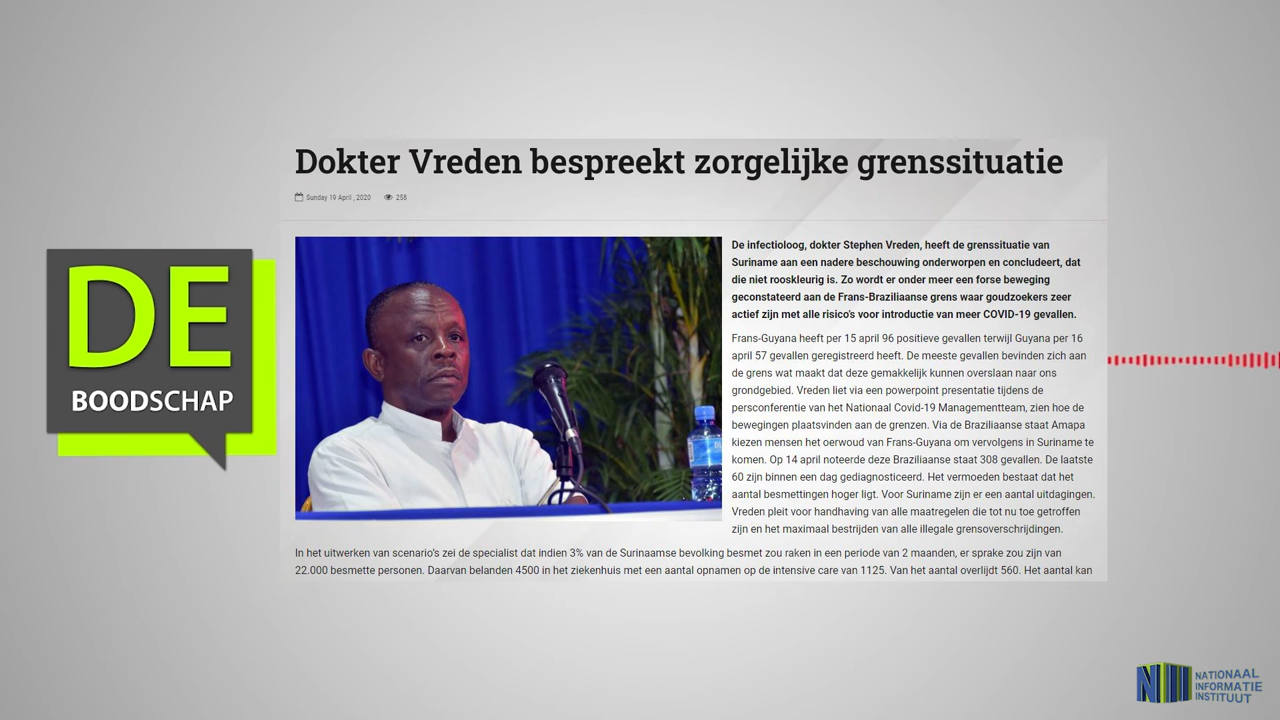 Dokter Vreden bespreekt zorgelijke grenssituatie
Sunday 19 April , 2020 258
DE
BOODSCHAP
De infectioloog, dokter Stephen Vreden, heeft de grenssituatie van
Suriname aan een nadere beschouwing onderworpen en concludeert, dat
die niet rooskleurig is. Zo wordt er onder meer een forse beweging
geconstateerd aan de Frans-Braziliaanse grens waar goudzoekers zeer
actief zijn met alle risico's voor introductie van meer COVID-19 gevallen.
Frans-Guyana heeft per 15 april 96 positieve gevallen terwijl Guyana per 16
april 57 gevallen geregistreerd heeft. De meeste gevallen bevinden zich aan
de grens wat maakt dat deze gemakkelijk kunnen overslaan naar ons
grondgebied. Vreden liet via een powerpoint presentatie tijdens de
persconferentie van het Nationaal Covid-19 Managementteam, zien hoe de
bewegingen plaatsvinden aan de grenzen. Via de Braziliaanse staat Amapa
kiezen mensen het oerwoud van Frans-Guyana om vervolgens in Suriname te
komen. Op 14 april noteerde deze Braziliaanse staat 308 gevallen. De laatste
60 zijn binnen een dag gediagnosticeerd. Het vermoeden bestaat dat het
aantal besmettingen hoger ligt. Voor Suriname zijn er een aantal uitdagingen.
Vreden pleit voor handhaving van alle maatregelen die tot nu toe getroffen
zijn en het maximaal bestrijden van alle illegale grensoverschrijdingen.
In het uitwerken van scenario's zei de specialist dat indien 3% van de Surinaamse bevolking besmet zou raken in een periode van 2 maanden, er sprake zou zijn van
22.000 besmette personen. Daarvan belanden 4500 in het ziekenhuis met een aantal opnamen op de intensive care van 1125. Van het aantal overlijdt 560. Het aantal kan
NII
NATIONAAL
INFORMATIE
INSTITUUT